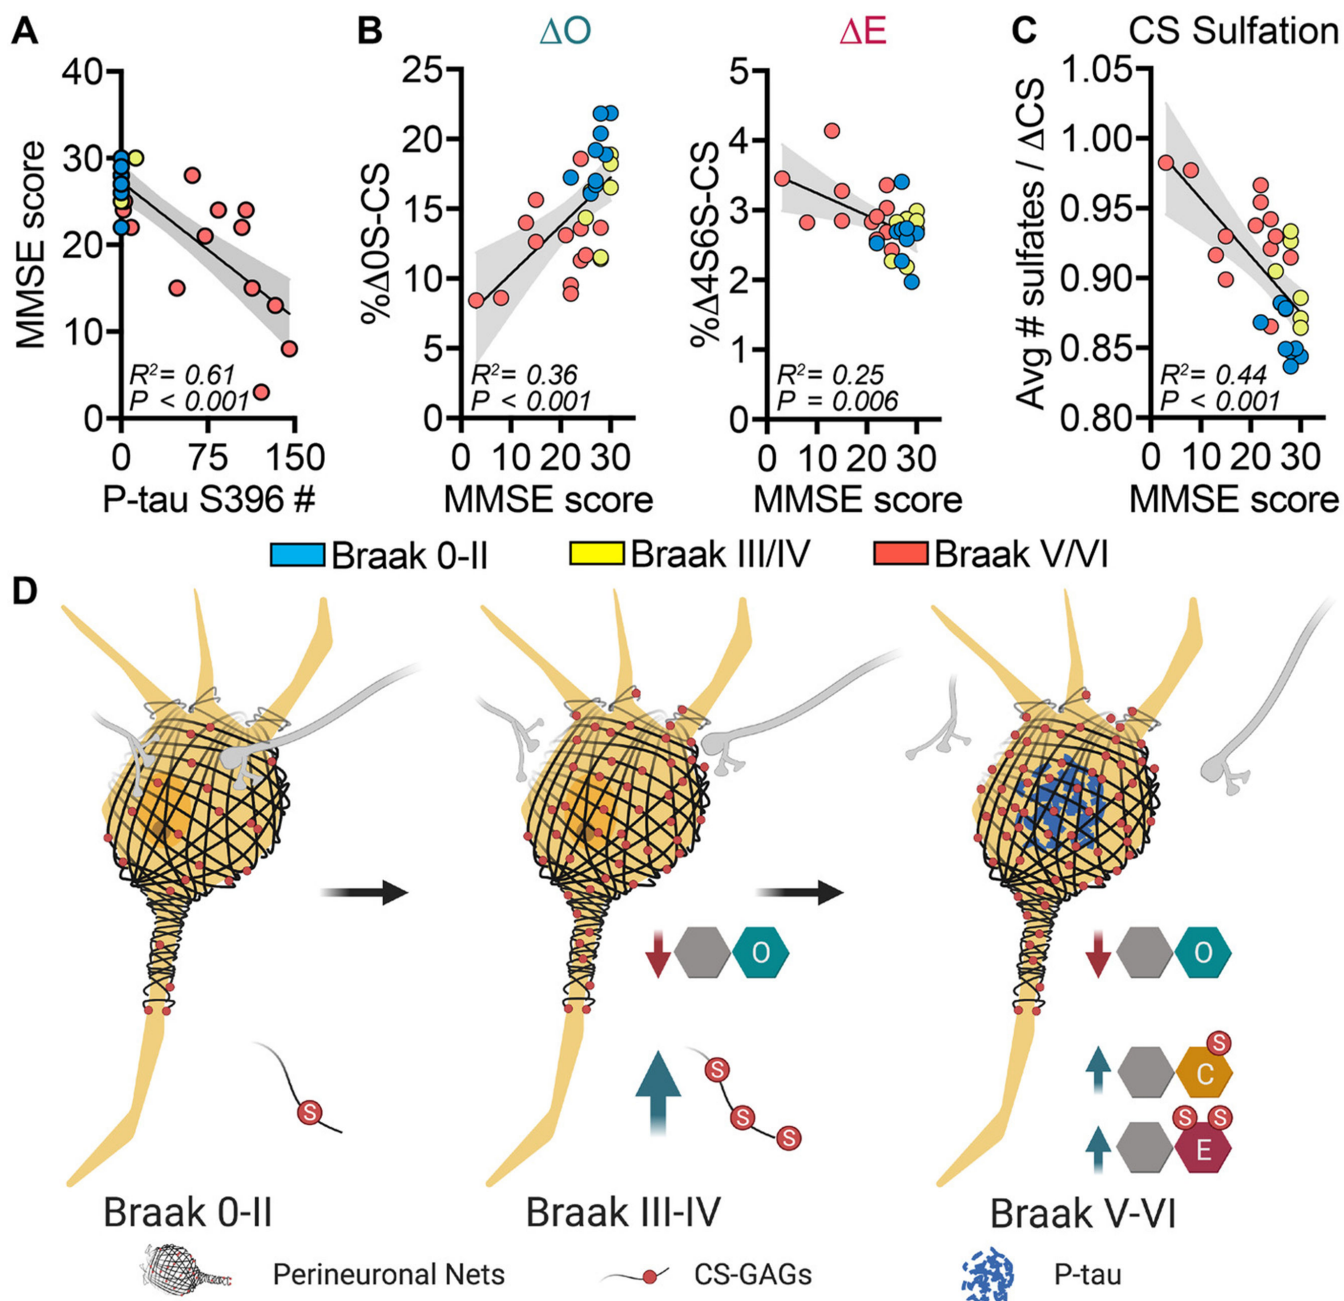 A
MMSE score
40
30
20
10
0
R²= 0.61
P < 0.001
0 75 150
P-tau S396 #
B
ΔO
%Δ0S-CS
25
20
15
10
5
0
R²= 0.36
P < 0.001
0 10 20 30
MMSE score
ΔE
%Δ4S6S-CS
5
4
3
2
1
0
R²= 0.25
P = 0.006
0 10 20 30
MMSE score
C
CS Sulfation
Avg # sulfates / ΔCS
1.05
1.00
0.95
0.90
0.85
0.80
R²= 0.44
P < 0.001
0 10 20 30
MMSE score
Braak 0-II Braak III/IV Braak V/VI
D
O
O
S
S
S
S
S
C
S S
E
Braak 0-II Braak III-IV Braak V-VI
Perineuronal Nets CS-GAGs P-tau